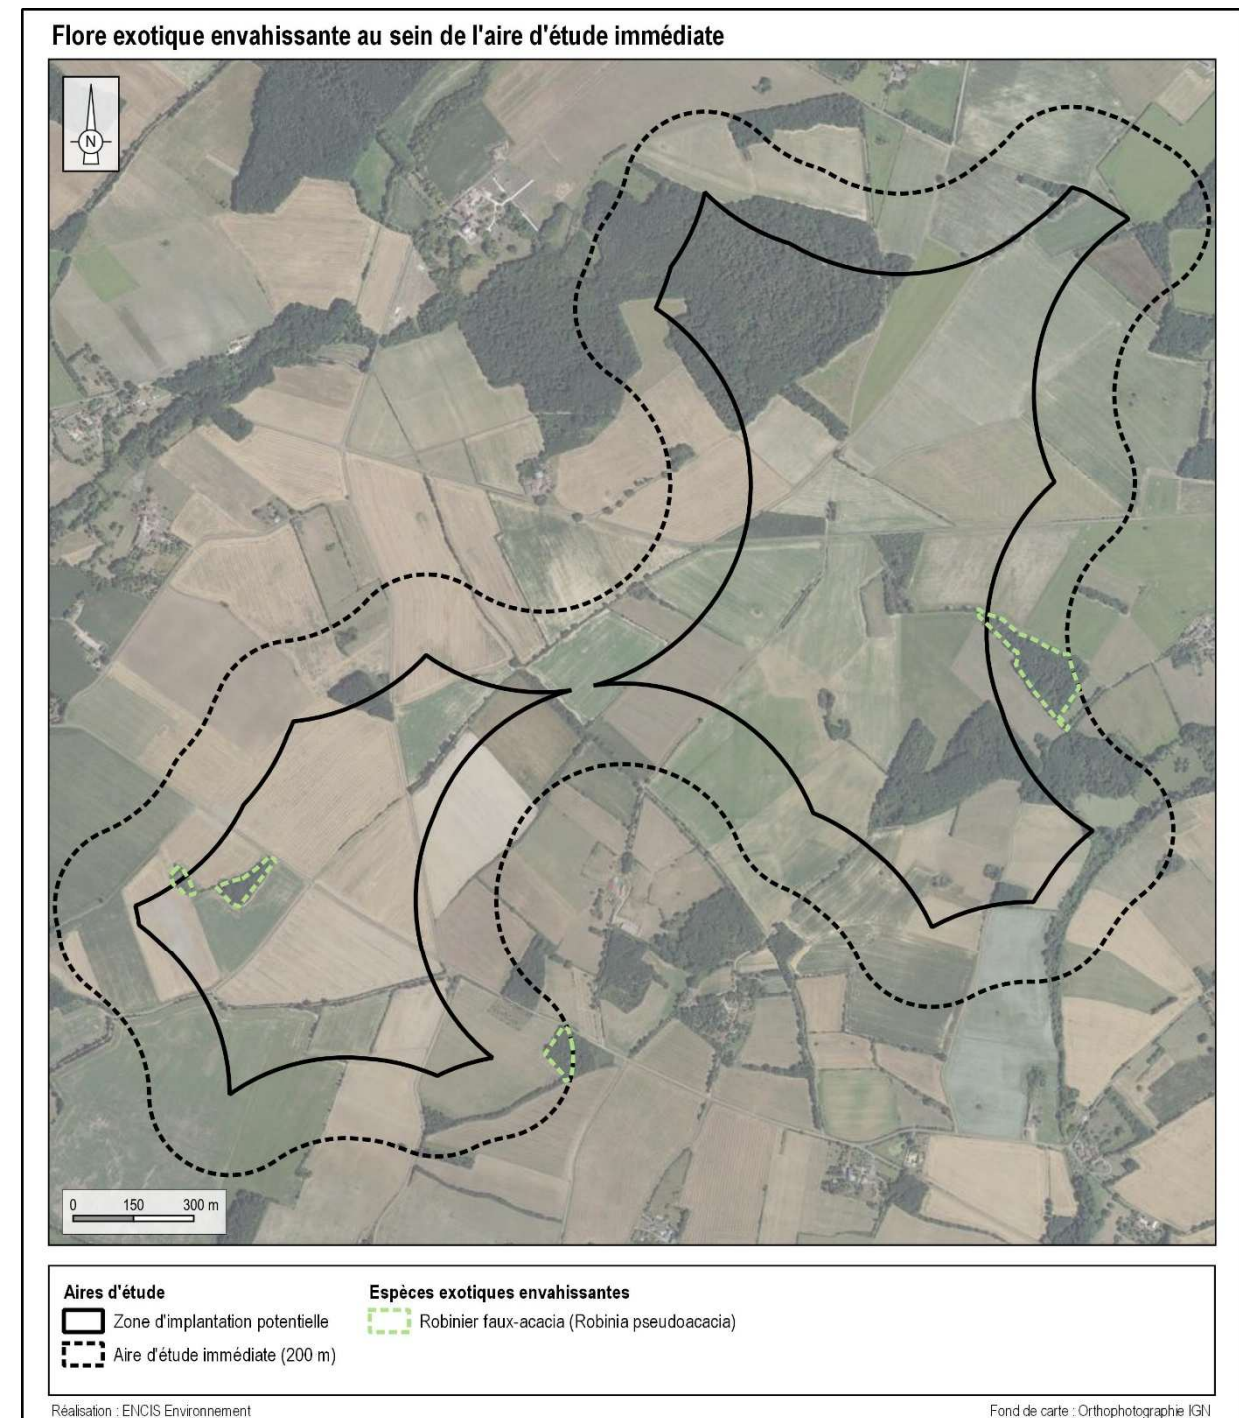 Flore exotique envahissante au sein de l'aire d'étude immédiate
N
0 150 300 m
Aires d'étude
Zone d'implantation potentielle
Aire d'étude immédiate (200 m)
Espèces exotiques envahissantes
Robinier faux-acacia (Robinia pseudoacacia)
Réalisation : ENCIS Environnement
Fond de carte : Orthophotographie IGN